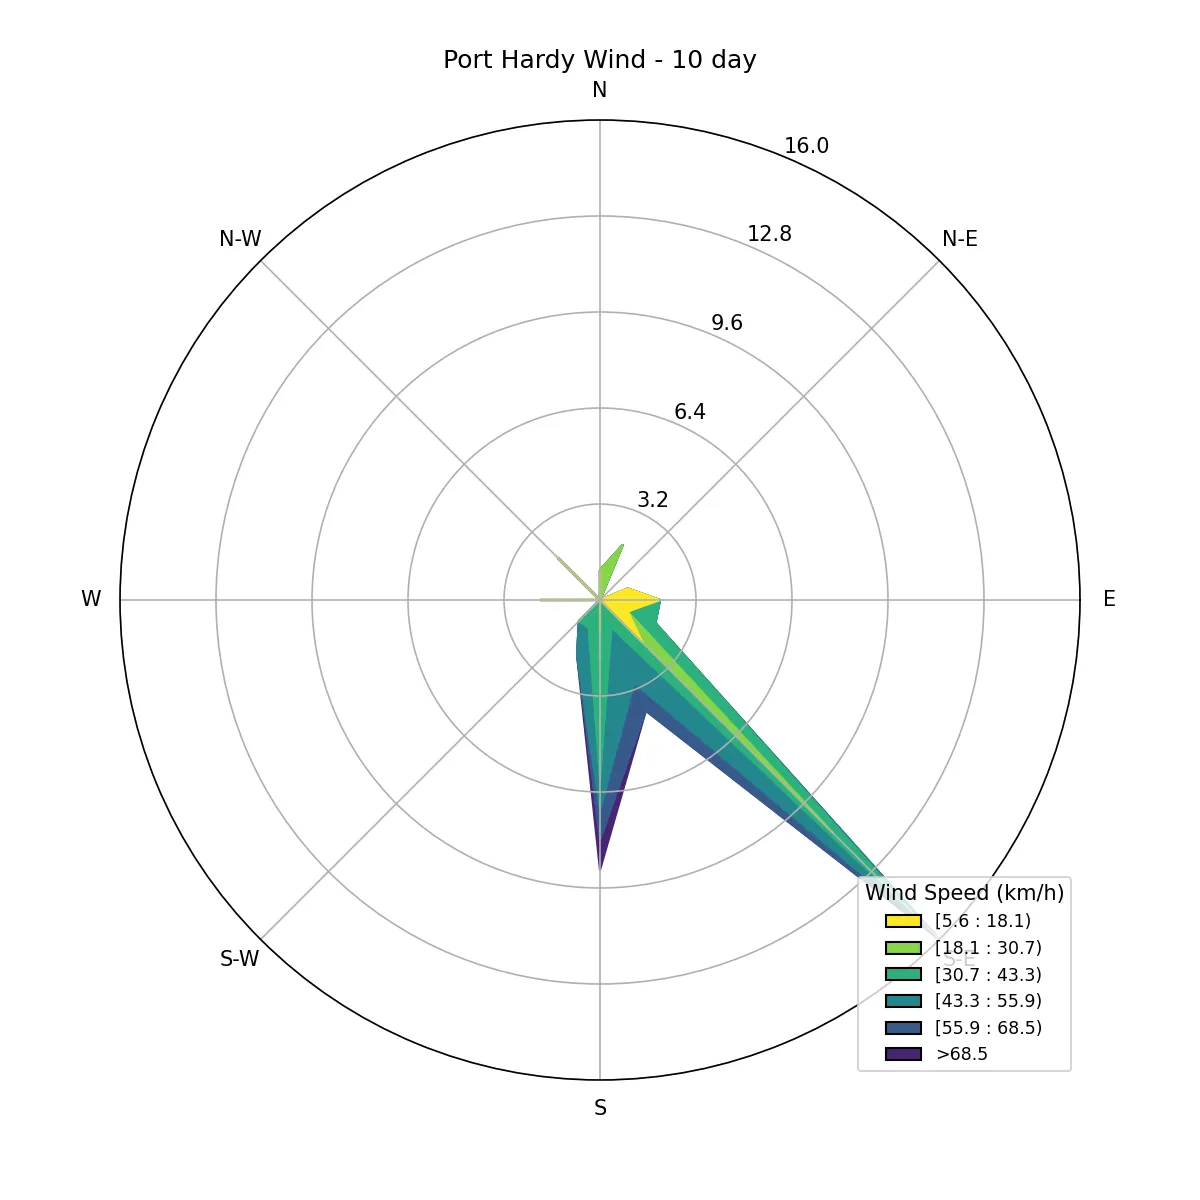 Port Hardy Wind - 10 day
N
16.0
12.8
N-W
N-E
9.6
6.4
3.2
W
E
Wind Speed (km/h)
[5.6 : 18.1)
[18.1 : 30.7)
S-W
S-E
[30.7 : 43.3)
[43.3 : 55.9)
[55.9 : 68.5)
>68.5
S